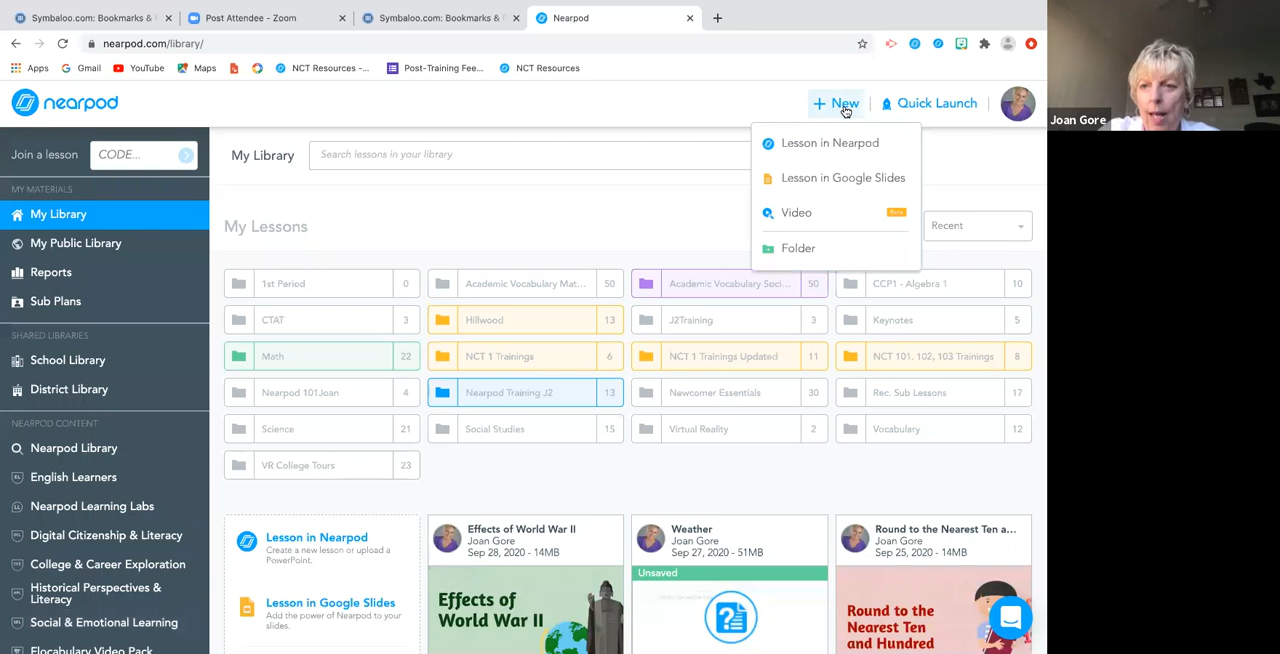 Symbaloo.com: Bookmarks &
Post Attendee - Zoom
Symbaloo.com: Bookmarks &
Nearpod
nearpod.com/library/
Apps
Gmail
YouTube
Maps
NCT Resources -...
Post-Training Fee...
NCT Resources
nearpod
+ New
Quick Launch
Joan Gore
Join a lesson
CODE...
My Library
Search lessons in your library
Lesson in Nearpod
Lesson in Google Slides
Video
Beta
Folder
MY MATERIALS
My Library
My Public Library
Reports
Sub Plans
SHARED LIBRARIES
School Library
District Library
NEARPOD CONTENT
Nearpod Library
English Learners
Nearpod Learning Labs
Digital Citizenship & Literacy
College & Career Exploration
Historical Perspectives &
Literacy
Social & Emotional Learning
Flocabulary Video Pack
My Lessons
Recent
1st Period 0
Academic Vocabulary Mat... 50
Academic Vocabulary Soci... 50
CCP1 - Algebra 1 10
CTAT 3
Hillwood 13
J2Training 3
Keynotes 5
Math 22
NCT 1 Trainings 6
NCT 1 Trainings Updated 11
NCT 101, 102, 103 Trainings 8
Nearpod 101Joan 4
Nearpod Training J2 13
Newcomer Essentials 30
Rec. Sub Lessons 17
Science 21
Social Studies 15
Virtual Reality 2
Vocabulary 12
VR College Tours 23
Lesson in Nearpod
Create a new lesson or upload a
PowerPoint.
Lesson in Google Slides
Add the power of Nearpod to your
slides.
Effects of World War II
Joan Gore
Sep 28, 2020 - 14MB
Effects of
World War II
Weather
Joan Gore
Sep 27, 2020 - 51MB
Unsaved
Round to the Nearest Ten a...
Joan Gore
Sep 25, 2020 - 14MB
Round to the
Nearest Ten
and Hundred